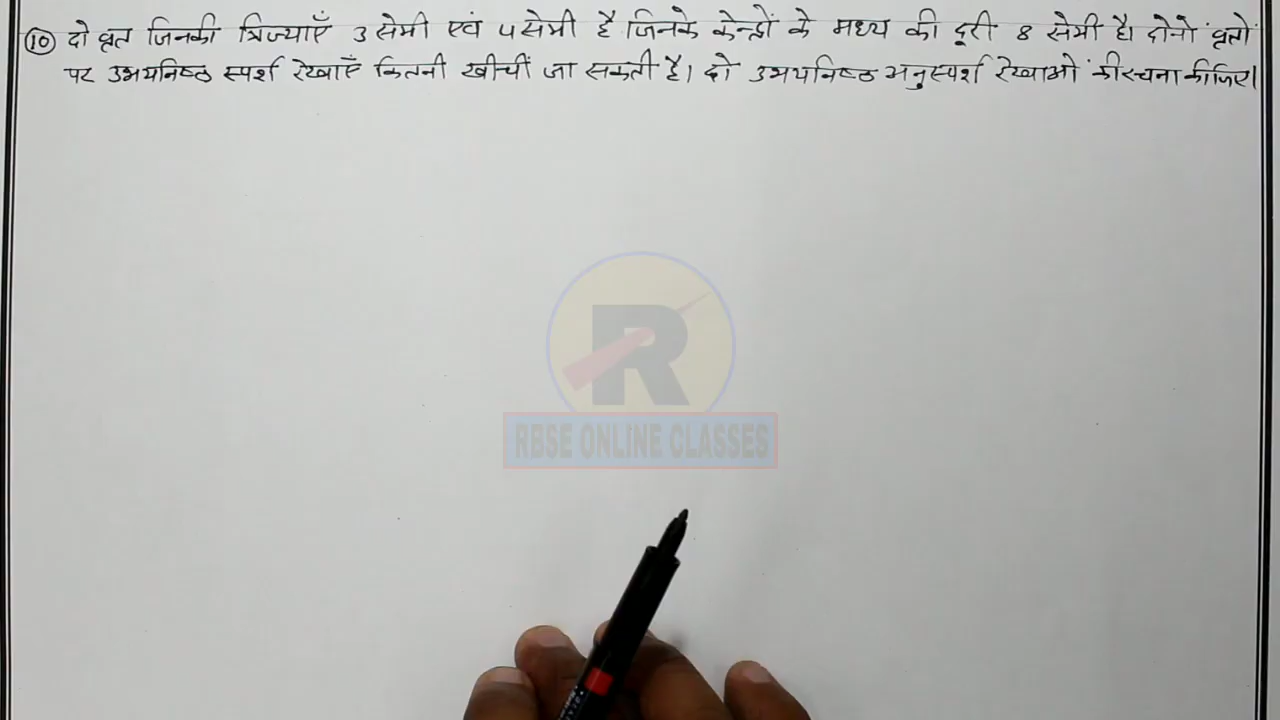 ⑩ दो वृत जिनकी त्रिज्याएँ 3 सेमी एवं 4 सेमी है जिनके केन्द्रों के मध्य की दूरी 8 सेमी है। दोनों वृतों
पर उभयनिष्ठ स्पर्श रेखाएँ कितनी खीचीं जा सकती है। दो उभयनिष्ठ अनुस्पर्श रेखाओं की रचना कीजिए।
R
RBSE ONLINE CLASSES